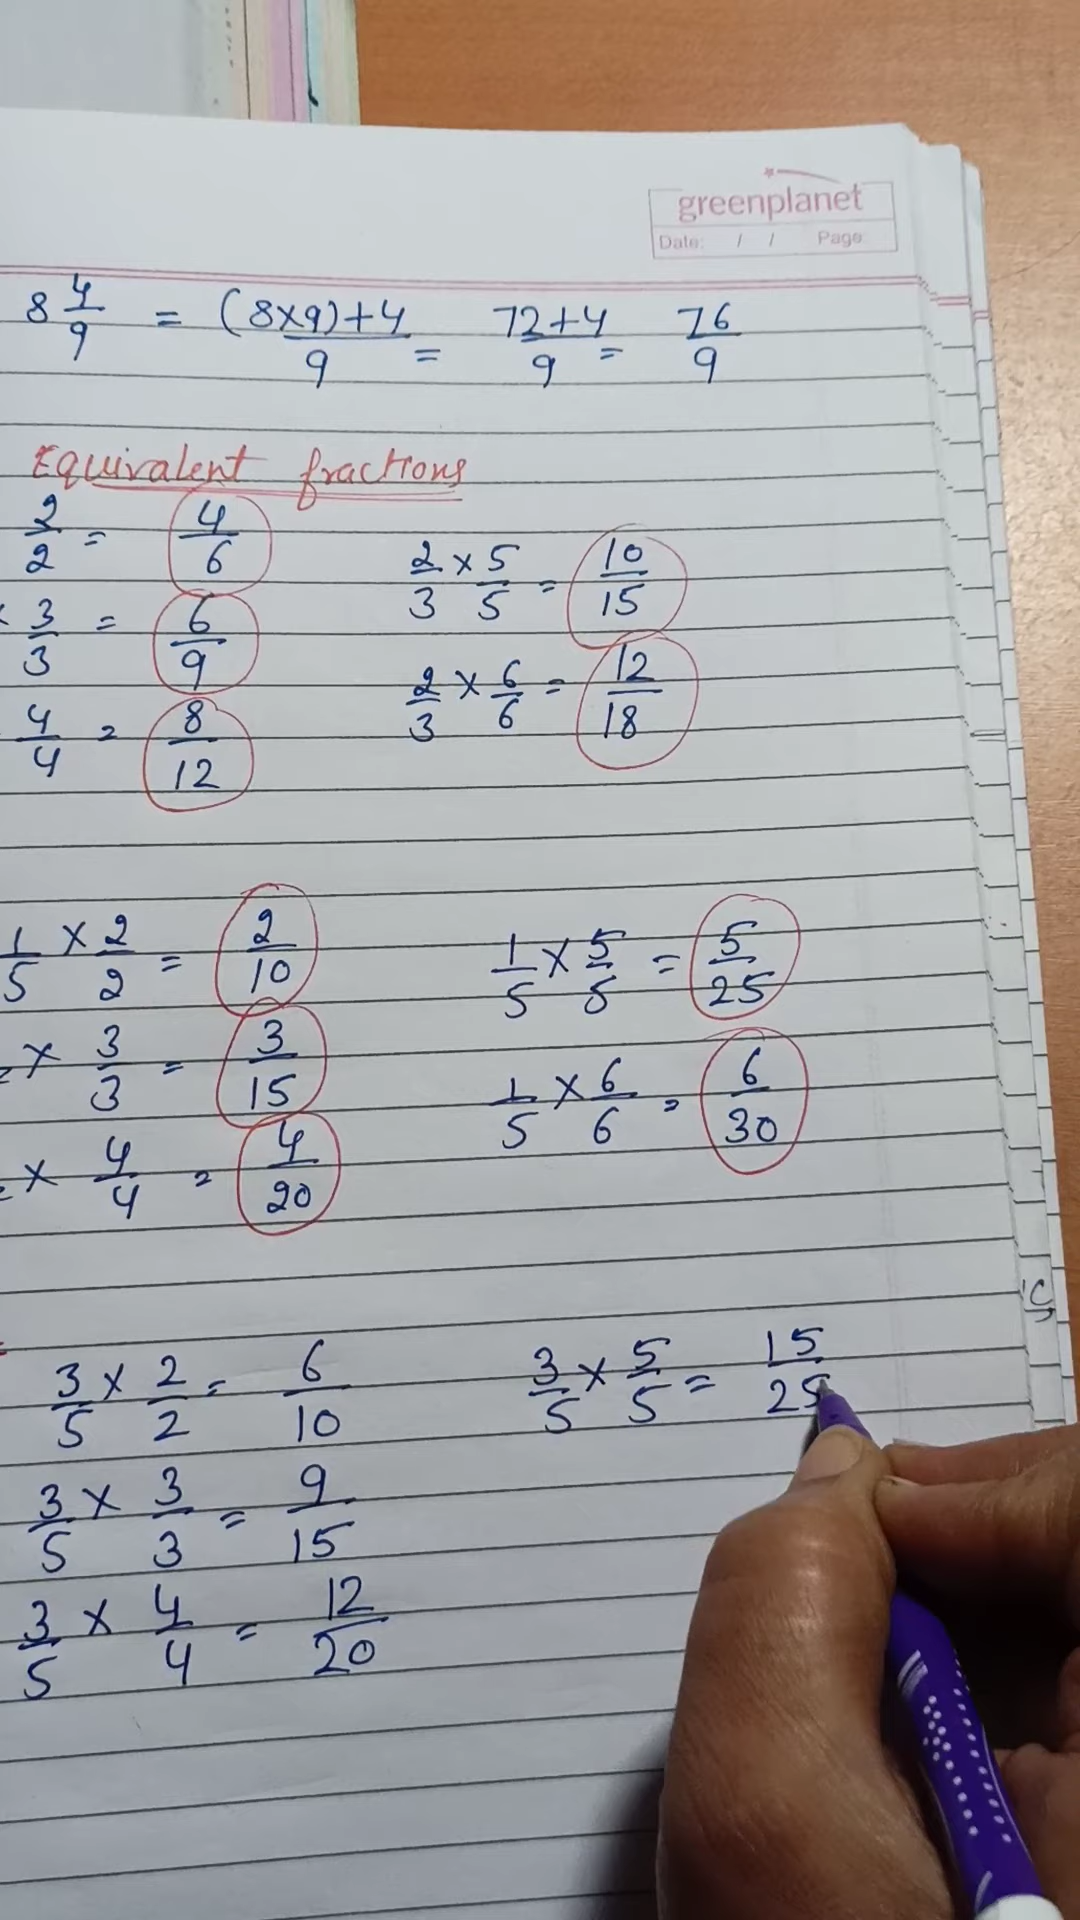 greenplanet
Date: / / Page:
8 4/9 = (8×9)+4/9 = 72+4/9 = 76/9
Equivalent fractions
2/2 = 4/6
2/3 × 5/5 = 10/15
× 3/3 = 6/9
2/3 × 6/6 = 12/18
4/4 = 8/12
1/5 × 2/2 = 2/10
1/5 × 5/5 = 5/25
× 3/3 = 3/15
1/5 × 6/6 = 6/30
× 4/4 = 4/20
3/5 × 2/2 = 6/10
3/5 × 5/5 = 15/25
3/5 × 3/3 = 9/15
3/5 × 4/4 = 12/20